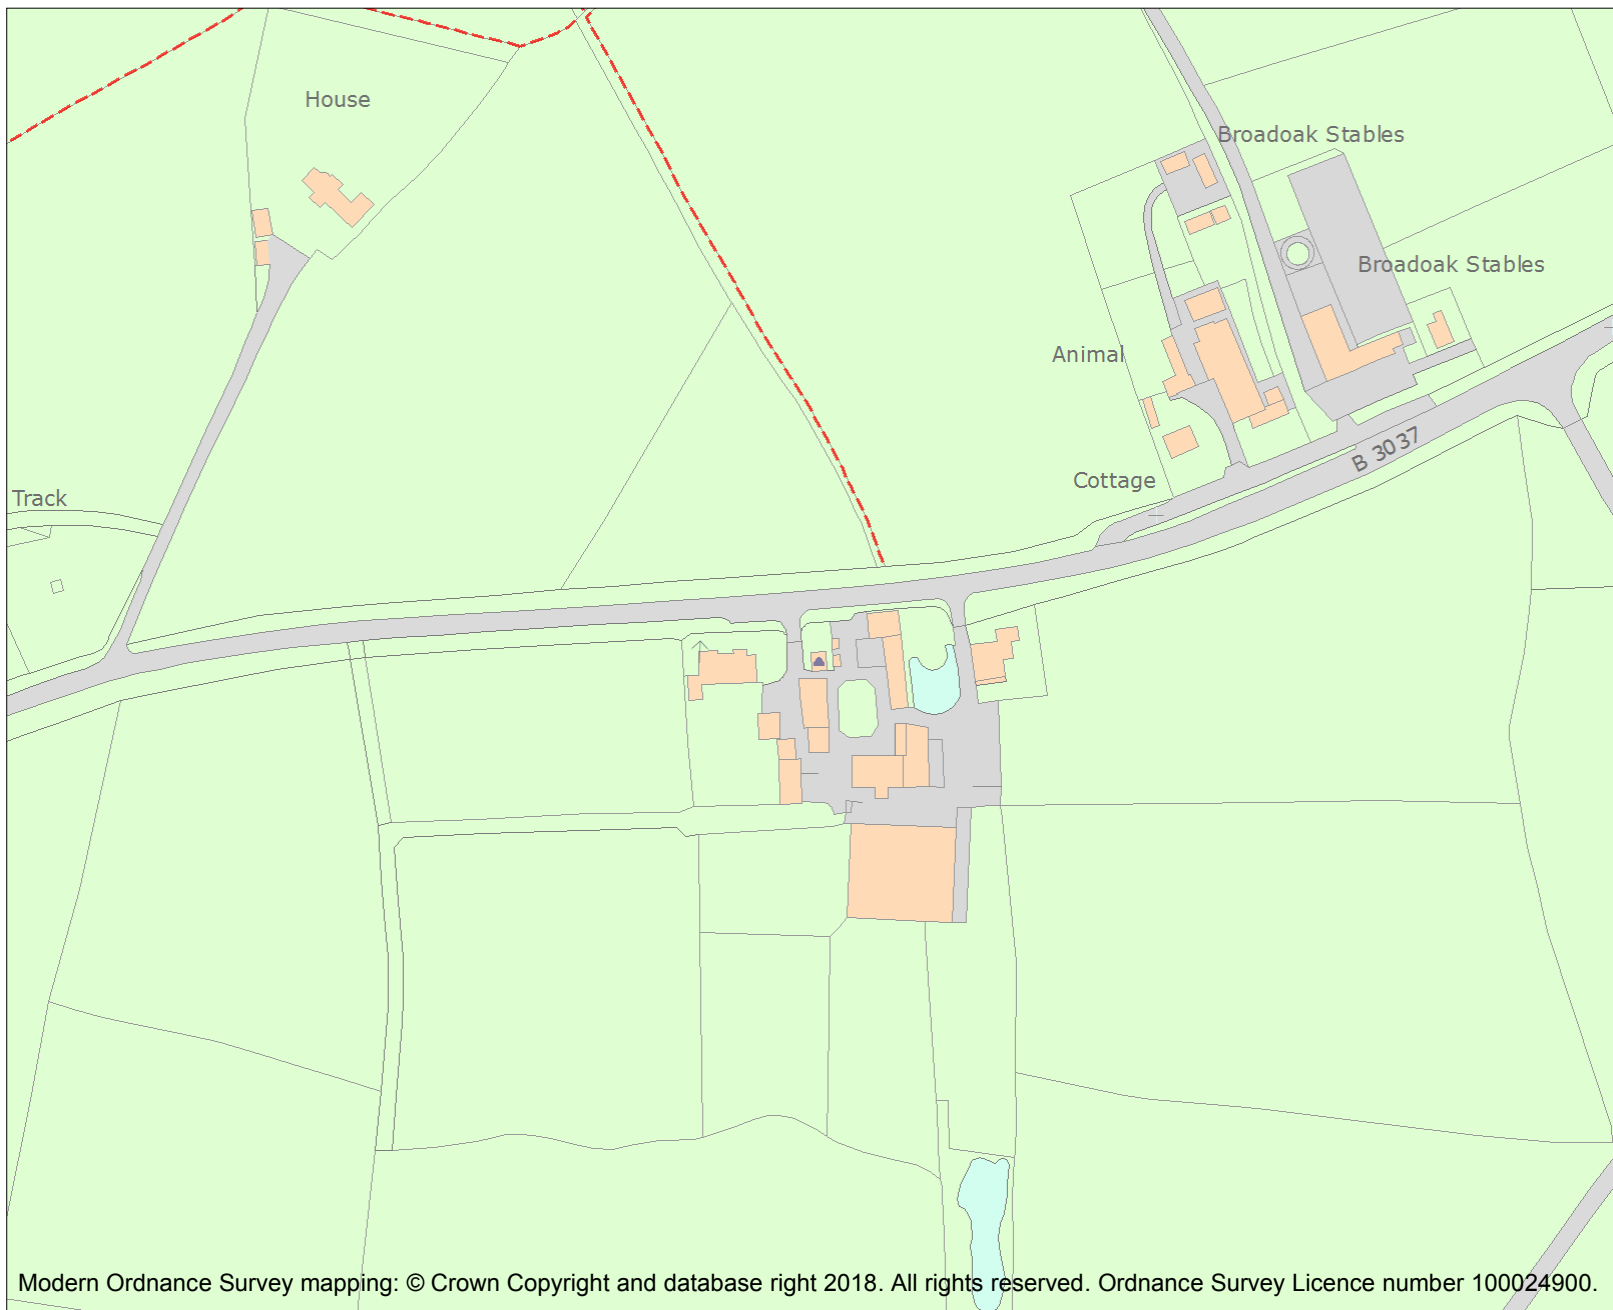 House
Broadoak Stables
Broadoak Stables
Animal
B 3037
Cottage
Track
Modern Ordnance Survey mapping: © Crown Copyright and database right 2018. All rights reserved. Ordnance Survey Licence number 100024900.